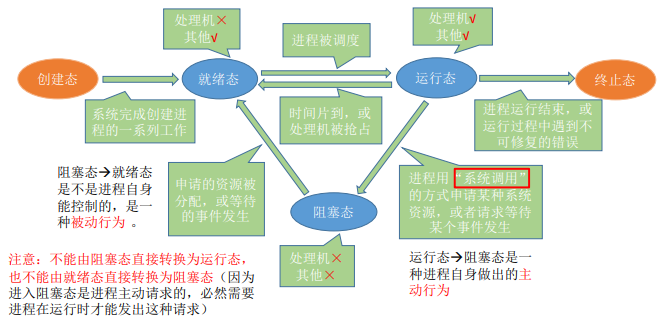 处理机×
其他√
处理机√
其他√
进程被调度
创建态
就绪态
运行态
终止态
系统完成创建进
程的一系列工作
时间片到，或
处理机被抢占
进程运行结束，或
运行过程中遇到不
可修复的错误
阻塞态→就绪态
是不是进程自身
能控制的，是一
种被动行为 。
申请的资源被
分配，或等待
的事件发生
进程用“系统调用”
的方式申请某种系统
资源，或者请求等待
某个事件发生
阻塞态
处理机×
其他×
注意：不能由阻塞态直接转换为运行态，
也不能由就绪态直接转换为阻塞态（因为
进入阻塞态是进程主动请求的，必然需要
进程在运行时才能发出这种请求）
运行态→阻塞态是一
种进程自身做出的主
动行为